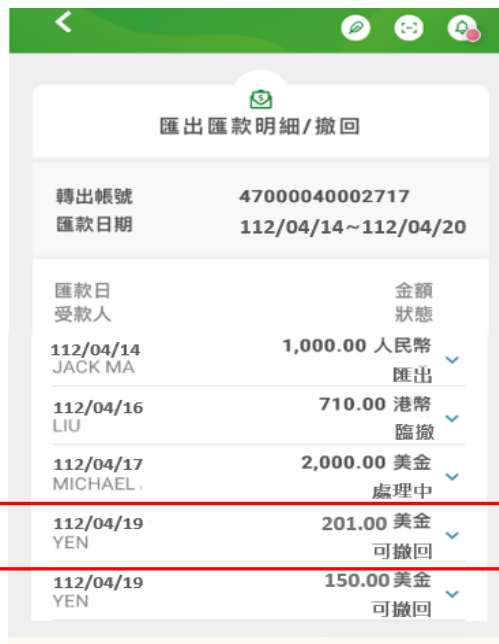 匯出匯款明細/撤回
轉出帳號 47000040002717
匯款日期 112/04/14~112/04/20
匯款日 金額
受款人 狀態
112/04/14 1,000.00 人民幣
JACK MA 匯出
112/04/16 710.00 港幣
LIU 臨撤
112/04/17 2,000.00 美金
MICHAEL 處理中
112/04/19 201.00 美金
YEN 可撤回
112/04/19 150.00 美金
YEN 可撤回